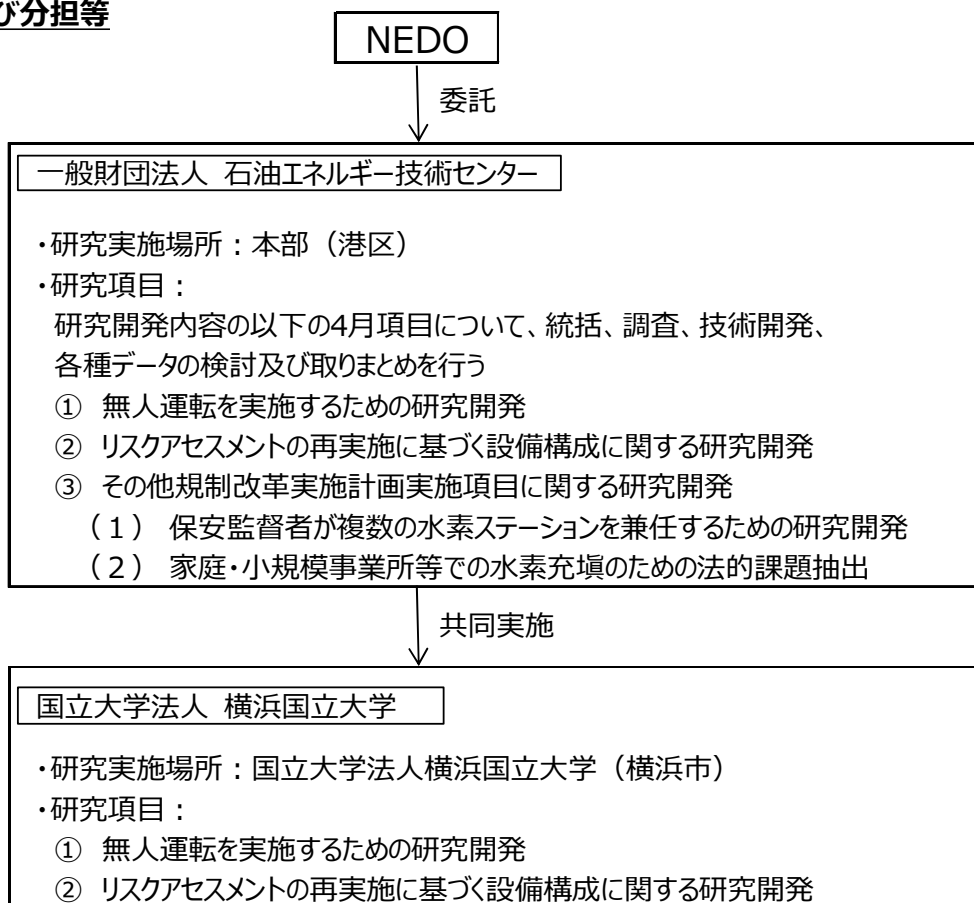 び分担等
NEDO
委託
一般財団法人 石油エネルギー技術センター
・研究実施場所：本部（港区）
・研究項目：
研究開発内容の以下の4月項目について、統括、調査、技術開発、
各種データの検討及び取りまとめを行う
① 無人運転を実施するための研究開発
② リスクアセスメントの再実施に基づく設備構成に関する研究開発
③ その他規制改革実施計画実施項目に関する研究開発
（１） 保安監督者が複数の水素ステーションを兼任するための研究開発
（２） 家庭・小規模事業所等での水素充塡のための法的課題抽出
共同実施
国立大学法人 横浜国立大学
・研究実施場所：国立大学法人横浜国立大学（横浜市）
・研究項目：
① 無人運転を実施するための研究開発
② リスクアセスメントの再実施に基づく設備構成に関する研究開発